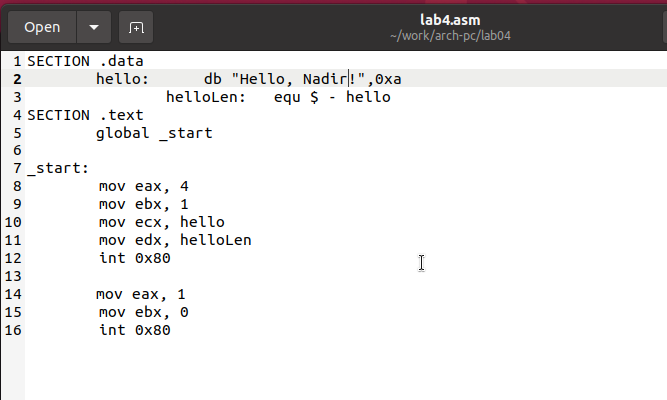 Open
lab4.asm
~/work/arch-pc/lab04
1 SECTION .data
2 hello: db "Hello, Nadir!",0xa
3 helloLen: equ $ - hello
4 SECTION .text
5 global _start
6
7 _start:
8 mov eax, 4
9 mov ebx, 1
10 mov ecx, hello
11 mov edx, helloLen
12 int 0x80
13
14 mov eax, 1
15 mov ebx, 0
16 int 0x80